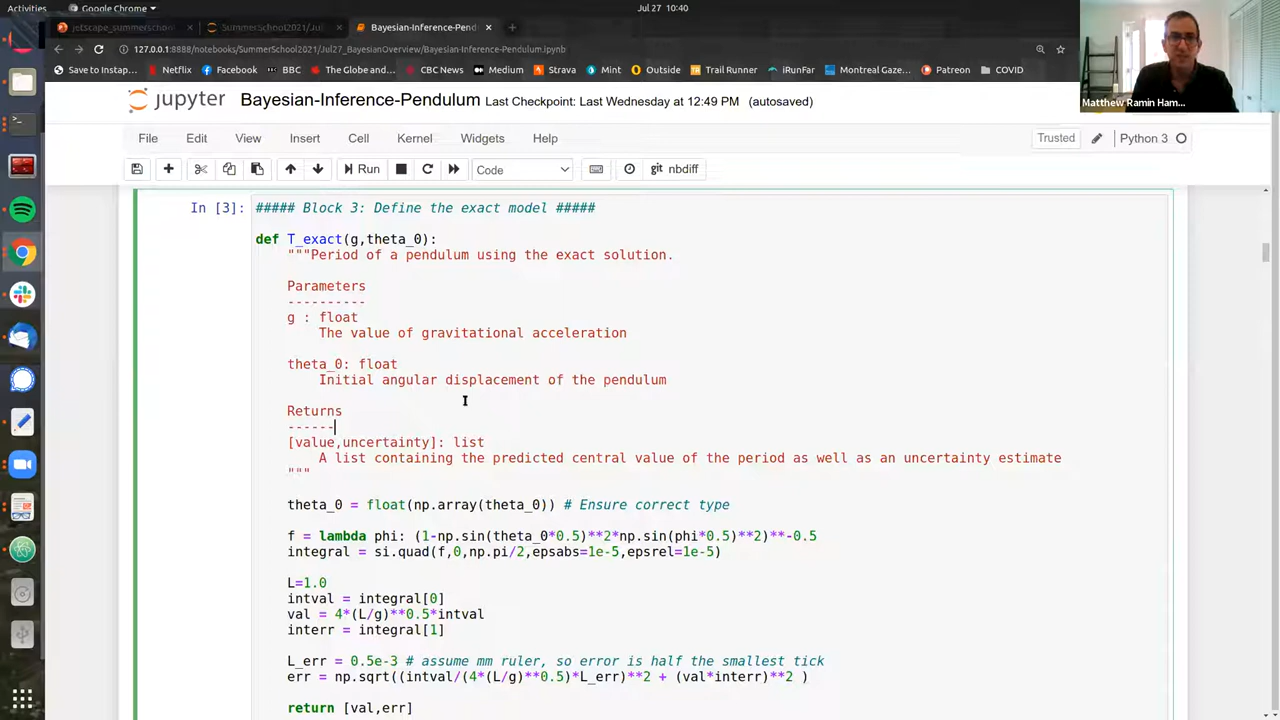 Activities
Google Chrome
Jul 27 10:40
jetscape_summerschool
SummerSchool2021/Jul
Bayesian-Inference-Pend
127.0.0.1:8888/notebooks/SummerSchool2021/Jul27_BayesianOverview/Bayesian-Inference-Pendulum.ipynb
Save to Instap... Netflix Facebook BBC The Globe and... CBC News Medium Strava Mint Outside Trail Runner iRunFar Montreal Gaze... Patreon COVID
Matthew Ramin Ham...
jupyter Bayesian-Inference-Pendulum Last Checkpoint: Last Wednesday at 12:49 PM (autosaved)
File Edit View Insert Cell Kernel Widgets Help
Trusted Python 3
Run Code nbdiff
In [3]: ##### Block 3: Define the exact model #####
def T_exact(g,theta_0):
"""Period of a pendulum using the exact solution.
Parameters
----------
g : float
The value of gravitational acceleration
theta_0: float
Initial angular displacement of the pendulum
Returns
------
[value,uncertainty]: list
A list containing the predicted central value of the period as well as an uncertainty estimate
"""
theta_0 = float(np.array(theta_0)) # Ensure correct type
f = lambda phi: (1-np.sin(theta_0*0.5)**2*np.sin(phi*0.5)**2)**-0.5
integral = si.quad(f,0,np.pi/2,epsabs=1e-5,epsrel=1e-5)
L=1.0
intval = integral[0]
val = 4*(L/g)**0.5*intval
interr = integral[1]
L_err = 0.5e-3 # assume mm ruler, so error is half the smallest tick
err = np.sqrt((intval/(4*(L/g)**0.5)*L_err)**2 + (val*interr)**2 )
return [val,err]